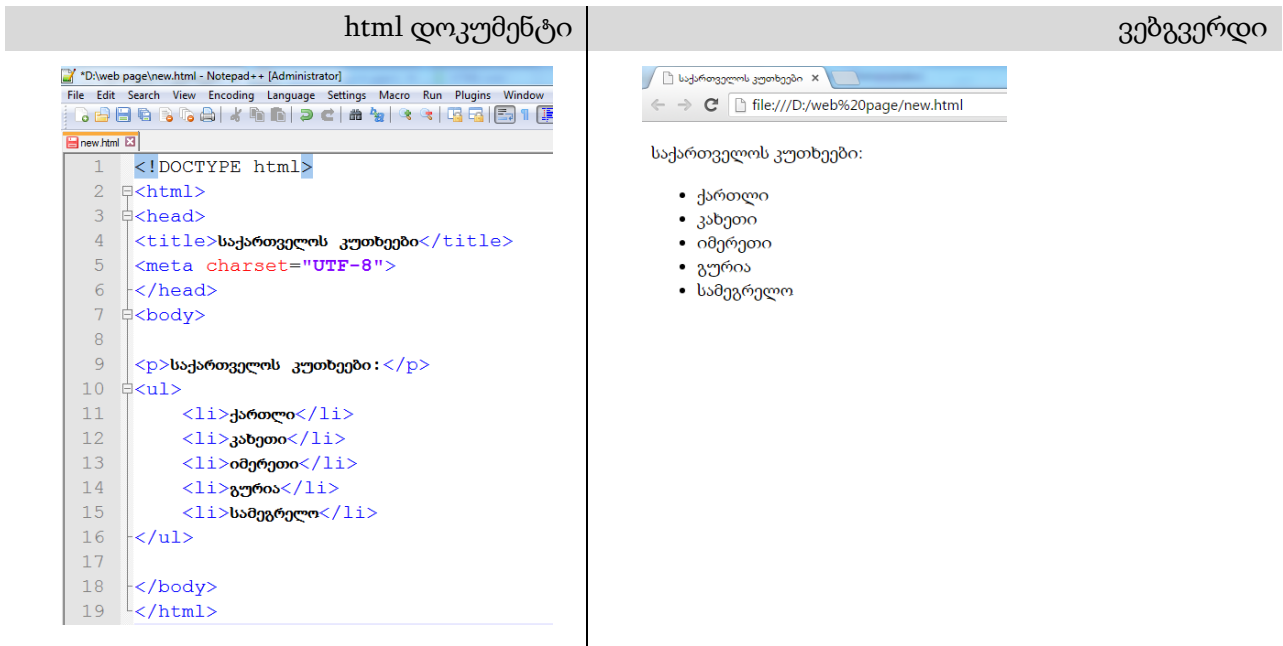 html დოკუმენტი
ვებგვერდი
*D:\web page\new.html - Notepad++ [Administrator]
File Edit Search View Encoding Language Settings Macro Run Plugins Window
new.html
1 <!DOCTYPE html>
2 <html>
3 <head>
4 <title>საქართველოს კუთხეები</title>
5 <meta charset="UTF-8">
6 </head>
7 <body>
8
9 <p>საქართველოს კუთხეები:</p>
10 <ul>
11 <li>ქართლი</li>
12 <li>კახეთი</li>
13 <li>იმერეთი</li>
14 <li>გურია</li>
15 <li>სამეგრელო</li>
16 </ul>
17
18 </body>
19 </html>
საქართველოს კუთხეები
file:///D:/web%20page/new.html
საქართველოს კუთხეები:
• ქართლი
• კახეთი
• იმერეთი
• გურია
• სამეგრელო